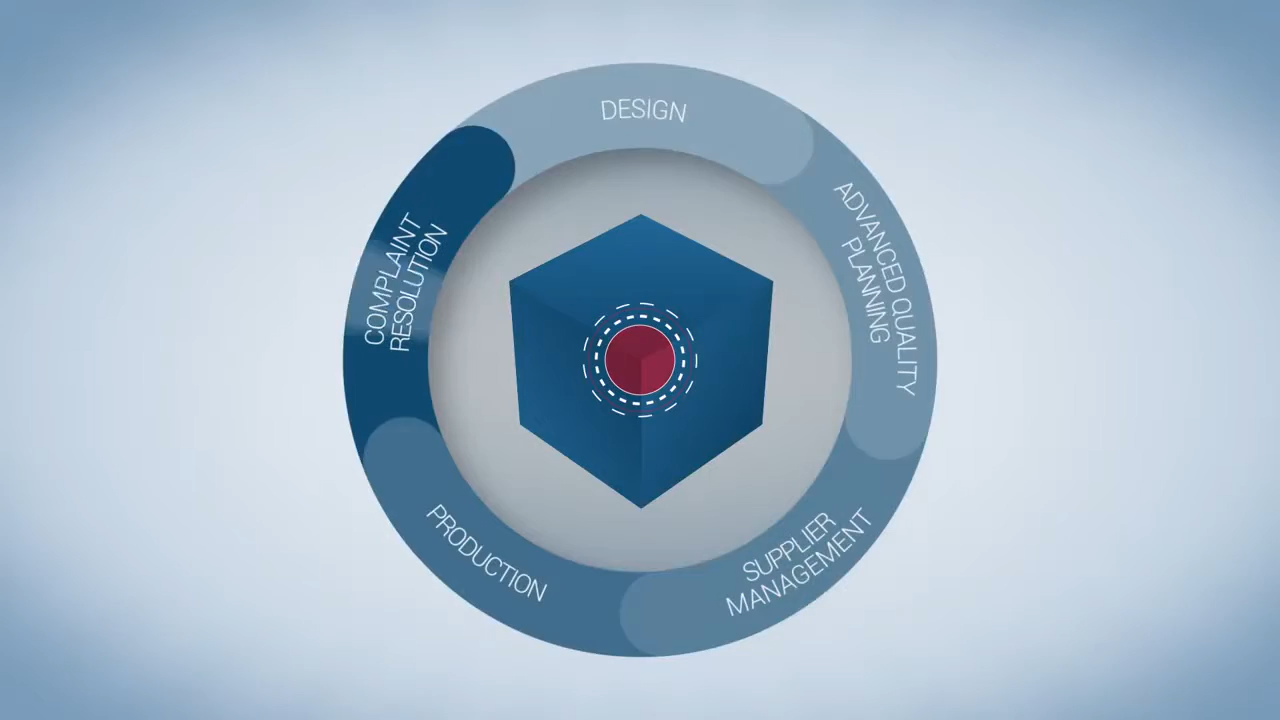 DESIGN
ADVANCED QUALITY
PLANNING
SUPPLIER
MANAGEMENT
PRODUCTION
COMPLAINT
RESOLUTION